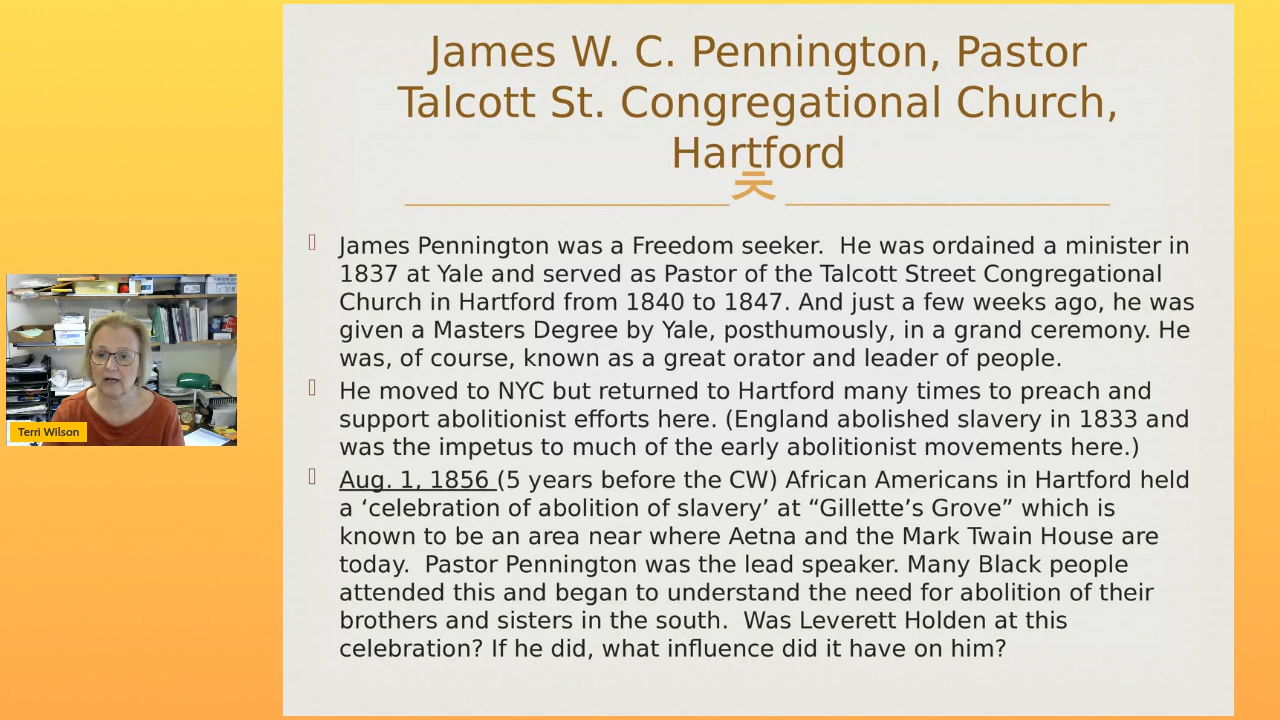 James W. C. Pennington, Pastor
Talcott St. Congregational Church,
Hartford
James Pennington was a Freedom seeker.  He was ordained a minister in
1837 at Yale and served as Pastor of the Talcott Street Congregational
Church in Hartford from 1840 to 1847. And just a few weeks ago, he was
given a Masters Degree by Yale, posthumously, in a grand ceremony. He
was, of course, known as a great orator and leader of people.
He moved to NYC but returned to Hartford many times to preach and
support abolitionist efforts here. (England abolished slavery in 1833 and
was the impetus to much of the early abolitionist movements here.)
Aug. 1, 1856 (5 years before the CW) African Americans in Hartford held
a ‘celebration of abolition of slavery’ at “Gillette’s Grove” which is
known to be an area near where Aetna and the Mark Twain House are
today.  Pastor Pennington was the lead speaker. Many Black people
attended this and began to understand the need for abolition of their
brothers and sisters in the south.  Was Leverett Holden at this
celebration? If he did, what influence did it have on him?
Terri Wilson